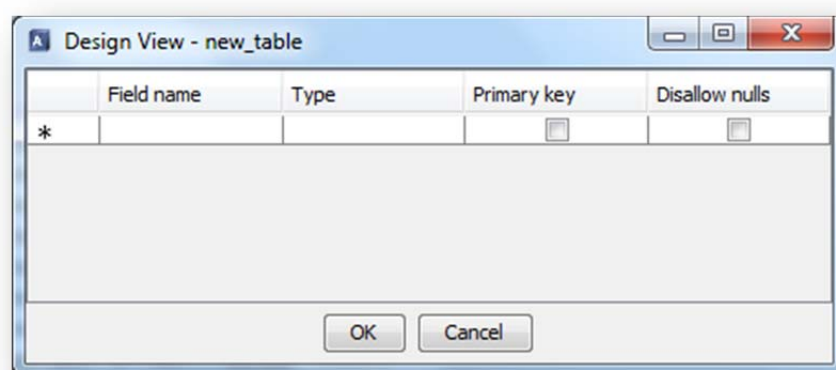 Design View - new_table
Field name Type Primary key Disallow nulls
*
OK Cancel